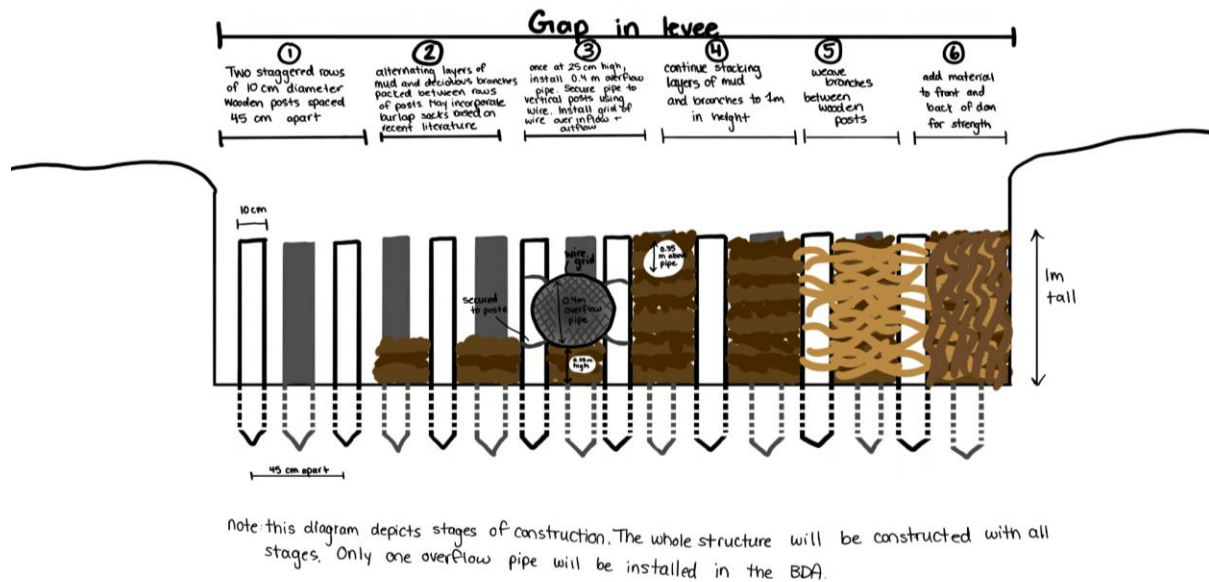 Gap in levee
①
Two staggered rows
of 10cm diameter
wooden posts spaced
45 cm apart
②
alternating layers of
mud and deciduous branches
packed between rows
of posts May incorporate
burlap socks based on
recent literature
③
once at 25 cm high,
install 0.4 m overflow
pipe. Secure pipe to
vertical posts using
wire. Install grid of
wire over inflow +
outflow
④
continue stacking
layers of mud
and branches to 1m
in height
⑤
weave
branches
between
wooden
posts
⑥
add material
to front and
back of dam
for strength
10cm
wire grid
secured
to posts
0.4m
overflow
pipe
high
0.35
m above
pipe
1m
tall
45 cm apart
note: this diagram depicts stages of construction. The whole structure will be constructed with all
stages. Only one overflow pipe will be installed in the BDA.